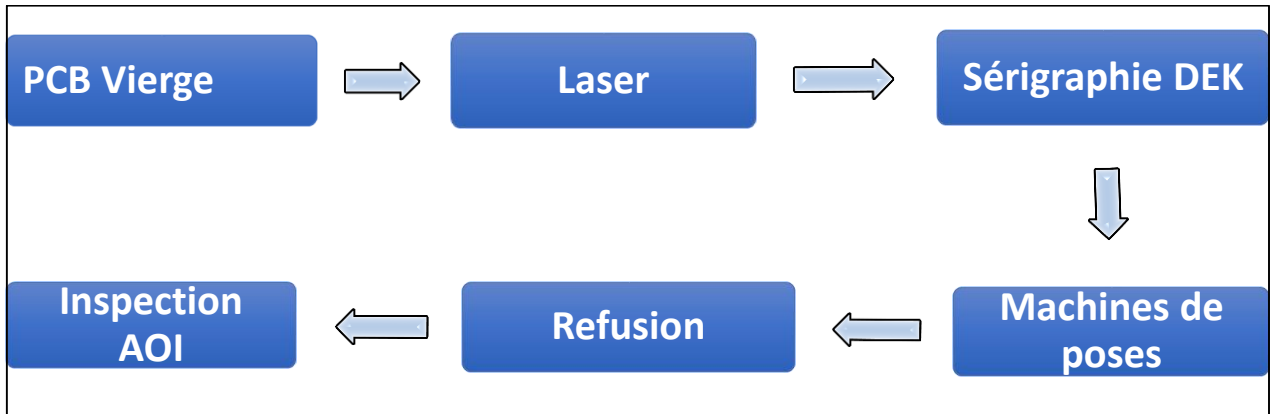 PCB Vierge
Laser
Sérigraphie DEK
Machines de
poses
Refusion
Inspection
AOI